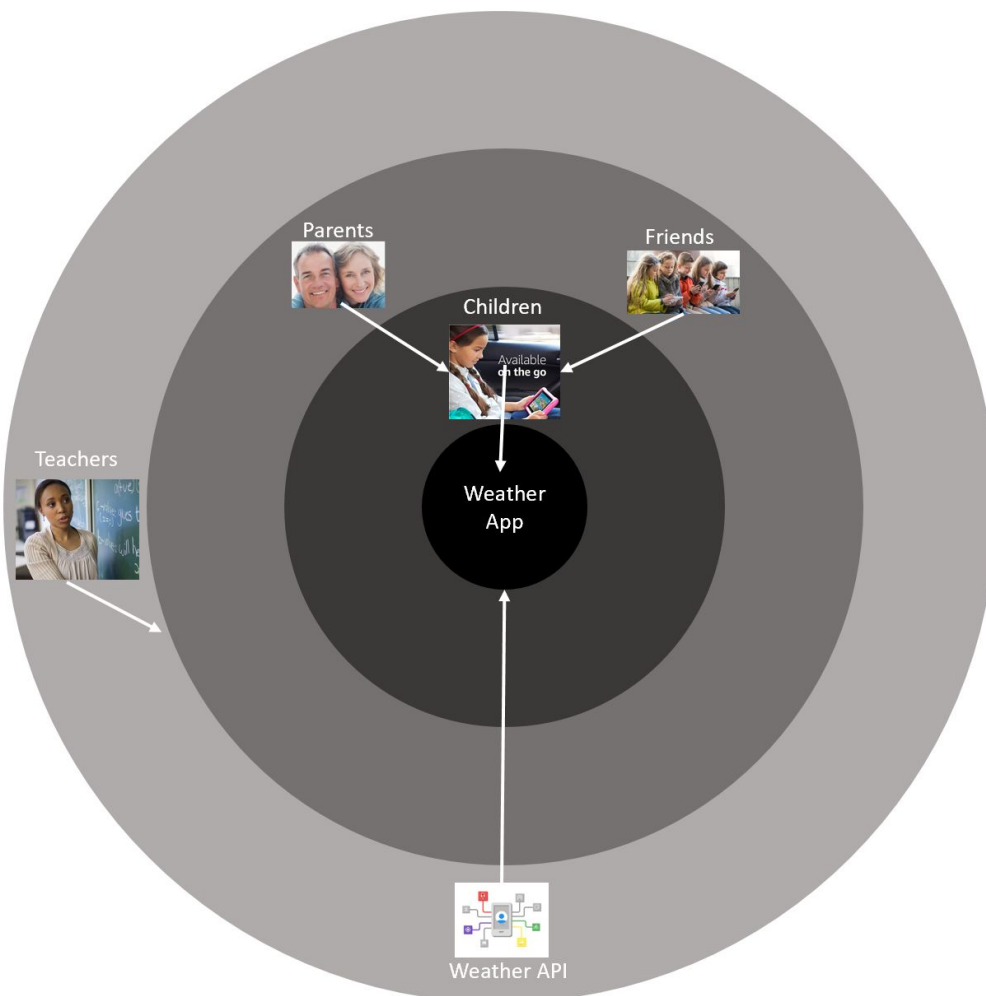 Parents
Friends
Children
Available
on the go
Teachers
Weather
App
Weather API